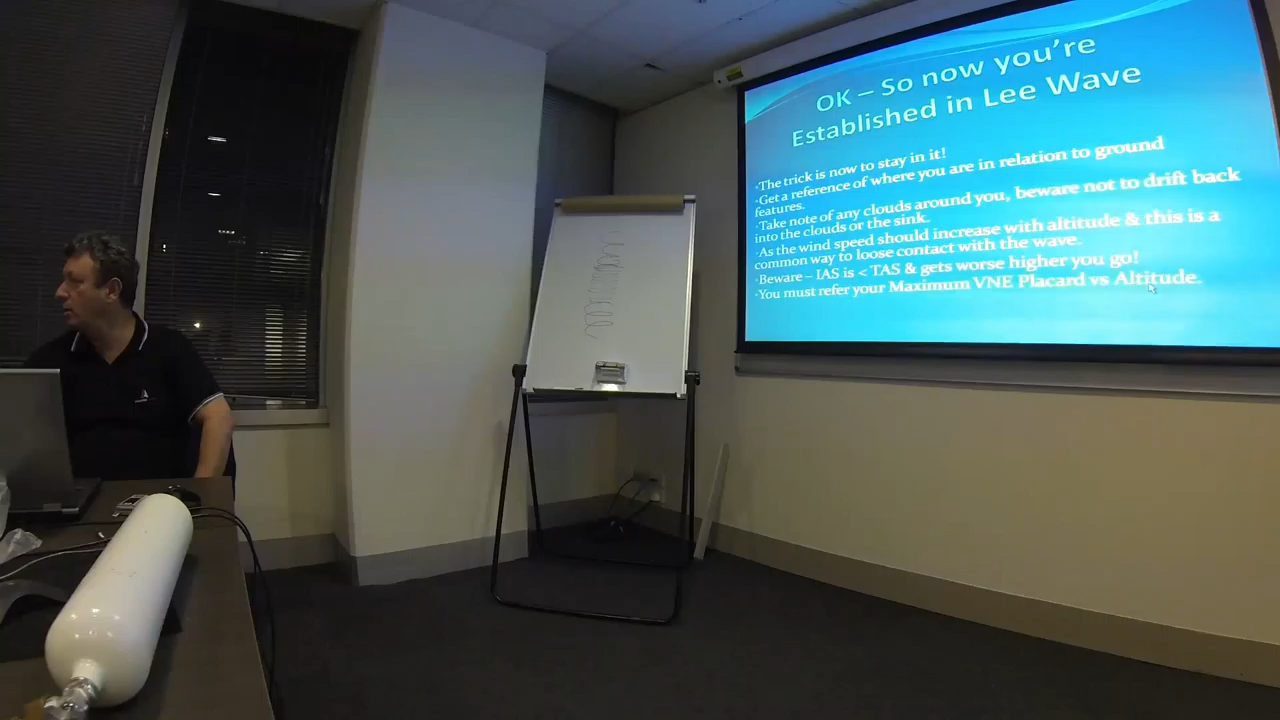 OK – So now you're
Established in Lee Wave
·The trick is now to stay in it!
·Get a reference of where you are in relation to ground
features.
·Take note of any clouds around you, beware not to drift back
into the clouds or the sink.
·As the wind speed should increase with altitude & this is a
common way to loose contact with the wave.
·Beware – IAS is < TAS & gets worse higher you go!
·You must refer your Maximum VNE Placard vs Altitude.